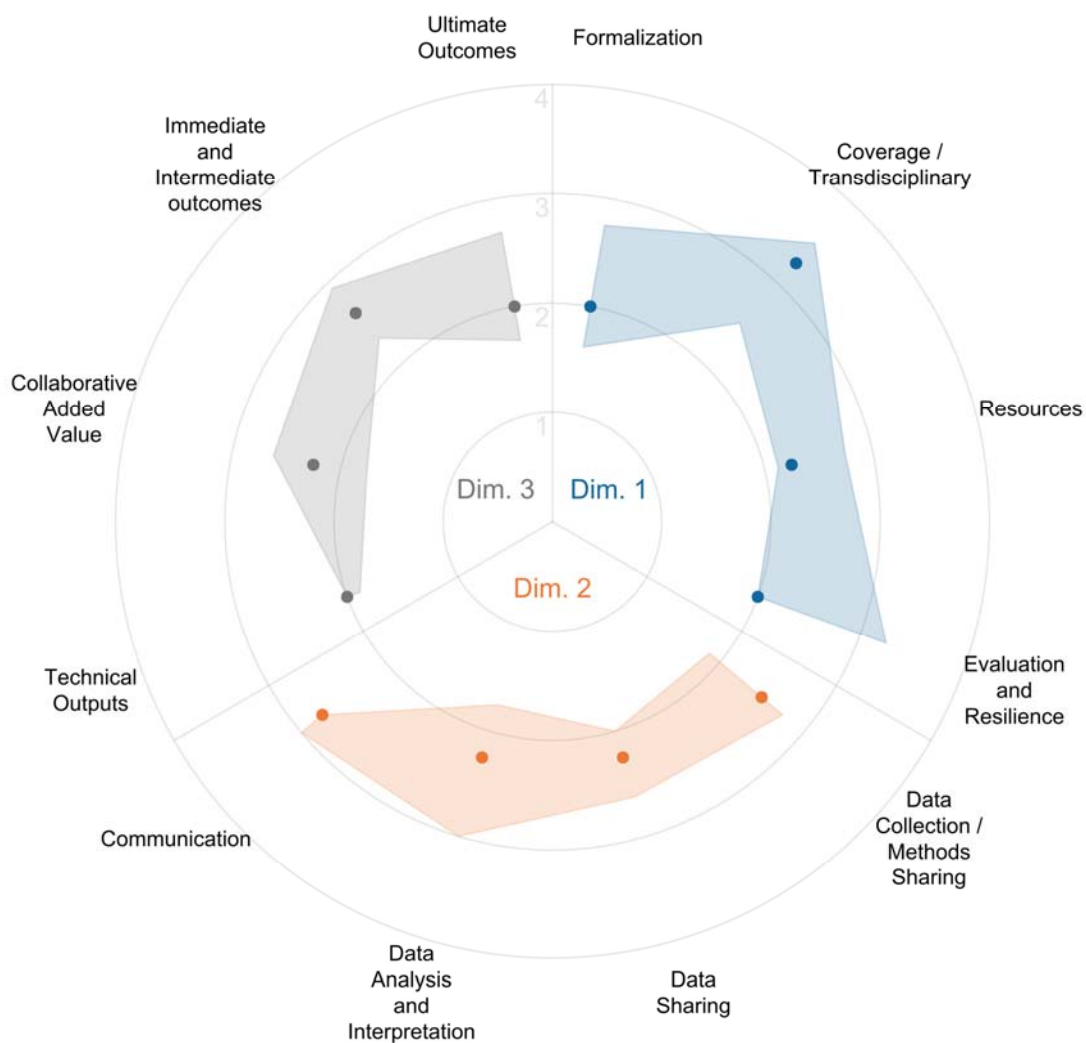 Ultimate
Outcomes
Formalization
4
Immediate
and
Intermediate
outcomes
Coverage /
Transdisciplinary
3
2
Collaborative
Added
Value
Resources
1
Dim. 3
Dim. 1
Dim. 2
Technical
Outputs
Evaluation
and
Resilience
Communication
Data
Collection /
Methods
Sharing
Data
Analysis
and
Interpretation
Data
Sharing